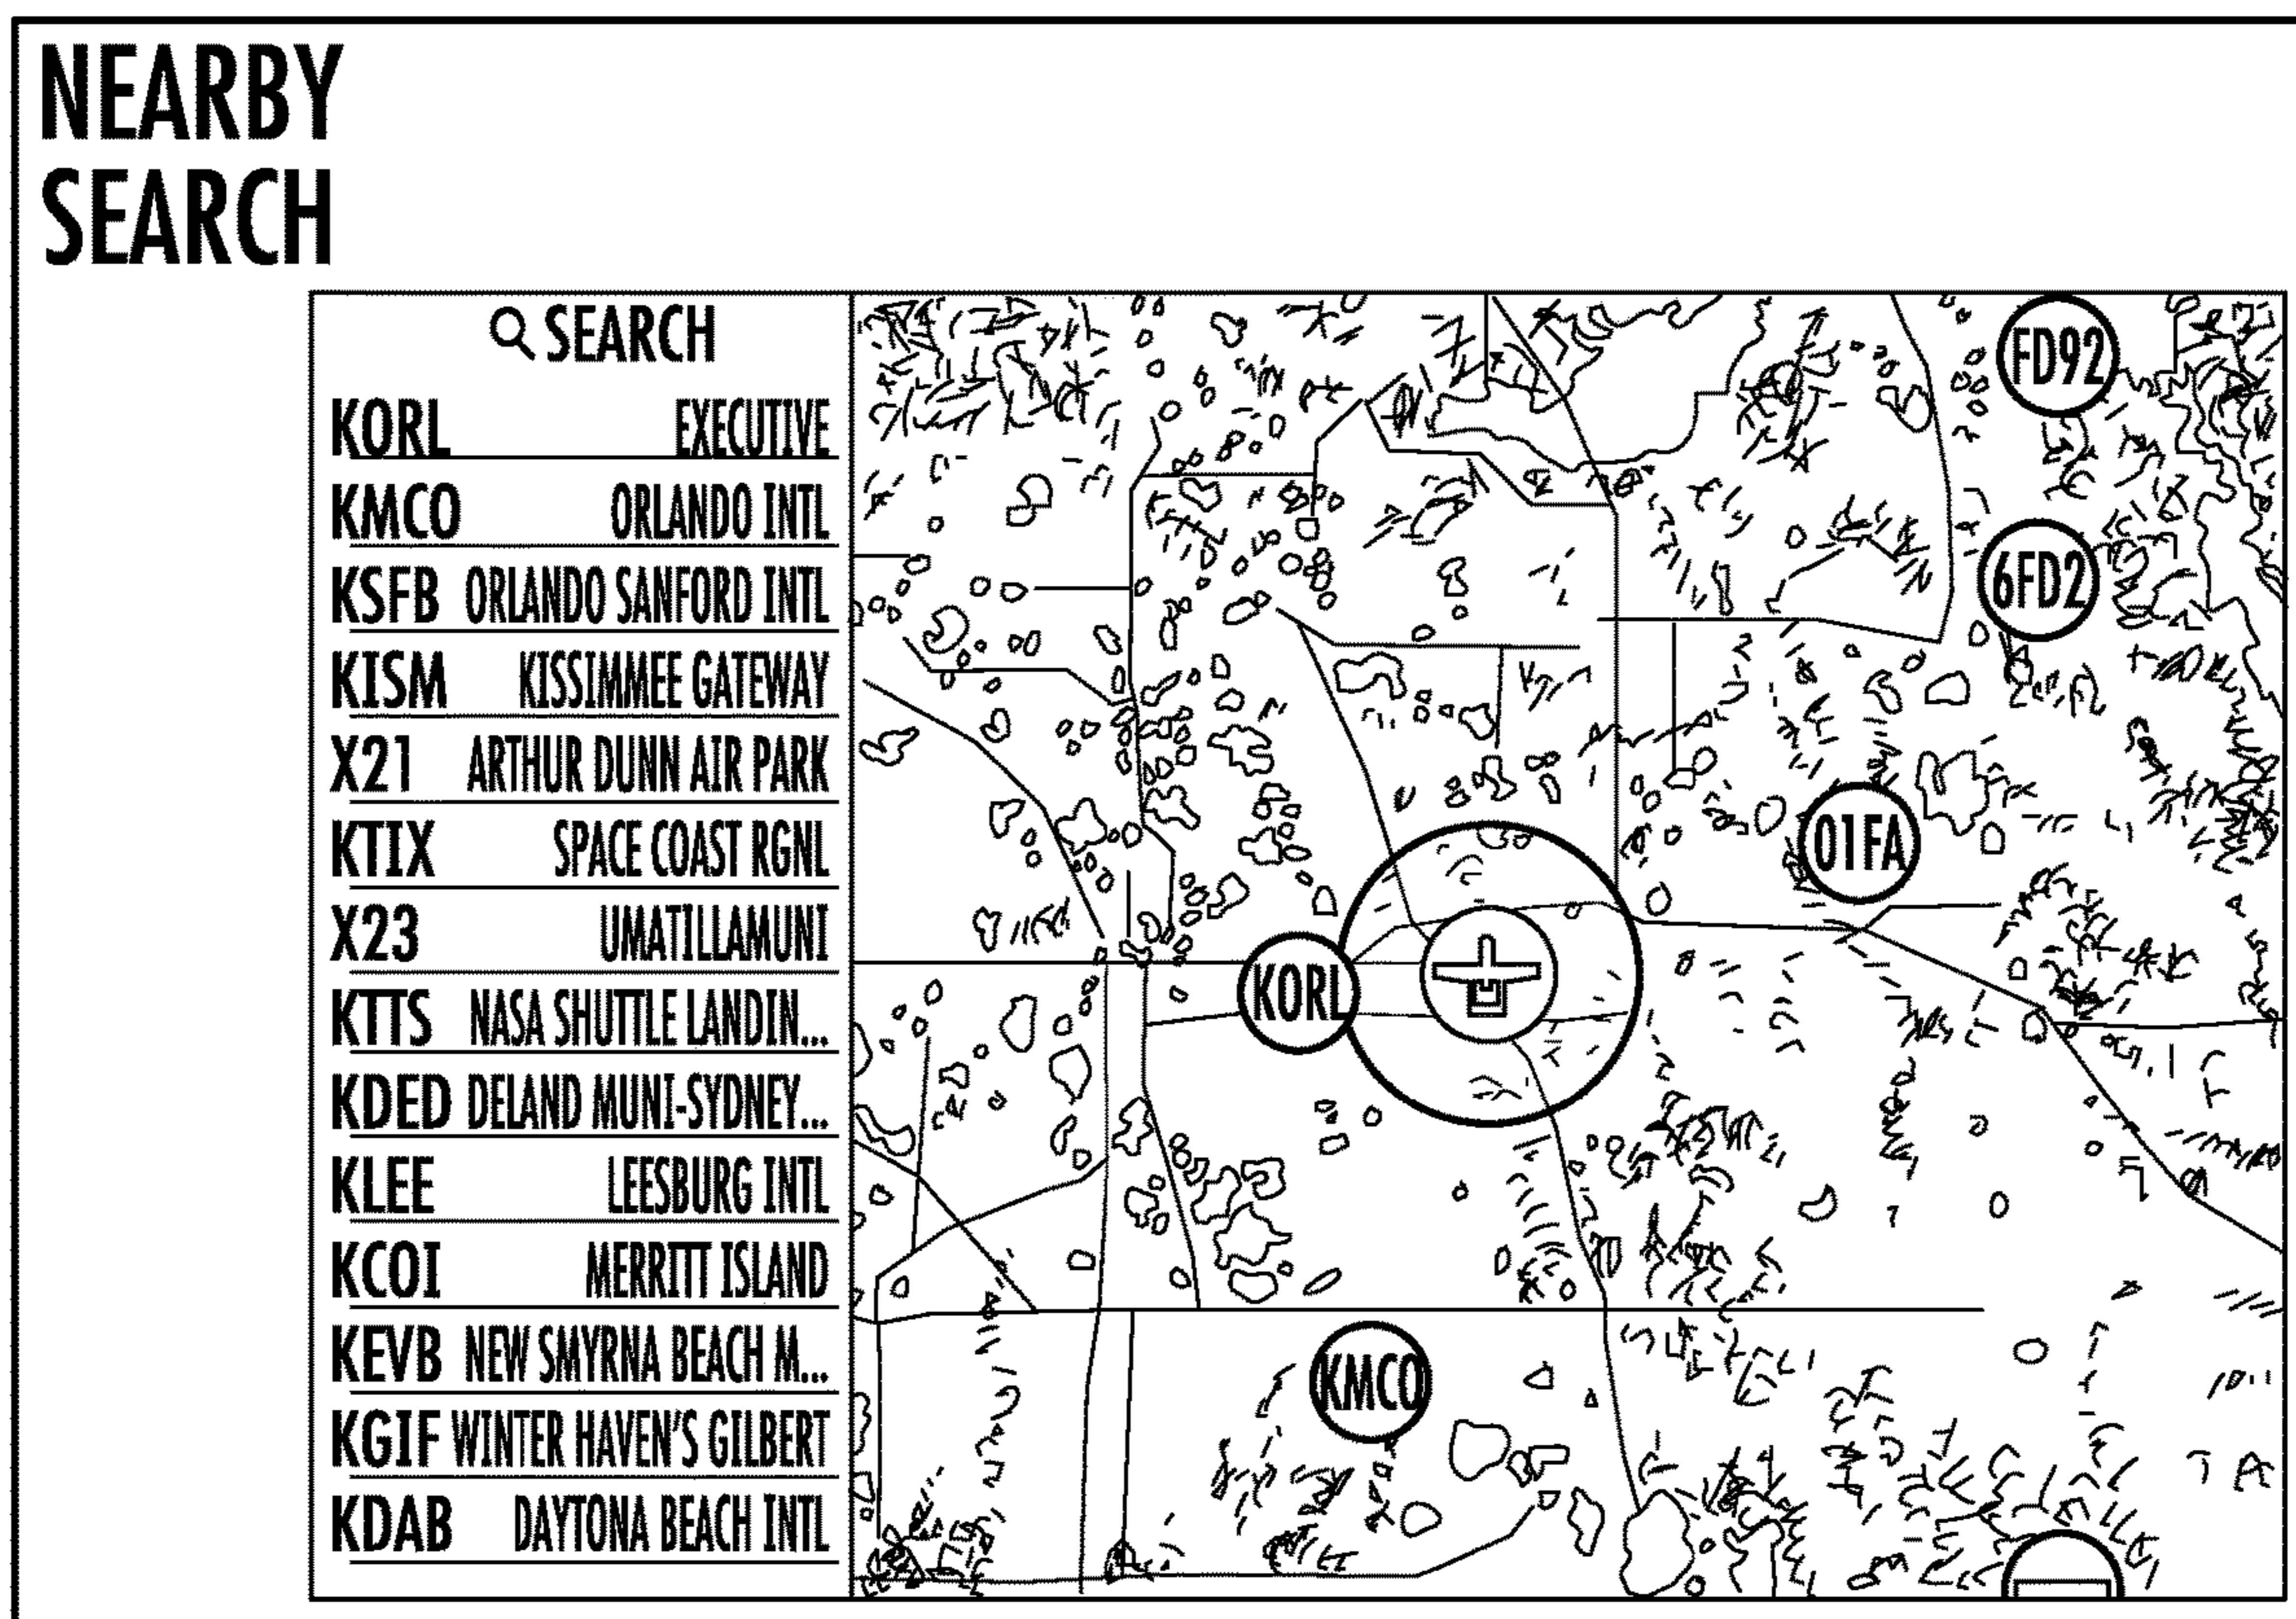 NEARBY
SEARCH
SEARCH
KORL EXECUTIVE
KMCO ORLANDO INTL
KSFB ORLANDO SANFORD INTL
KISM KISSIMMEE GATEWAY
X21 ARTHUR DUNN AIR PARK
KTIX SPACE COAST RGNL
X23 UMATILLAMUNI
KTTS NASA SHUTTLE LANDIN...
KDED DELAND MUNI-SYDNEY...
KLEE LEESBURG INTL
KCOI MERRITT ISLAND
KEVB NEW SMYRNA BEACH M...
KGIF WINTER HAVEN'S GILBERT
KDAB DAYTONA BEACH INTL
FD92
6FD2
01FA
KORL
KMCO